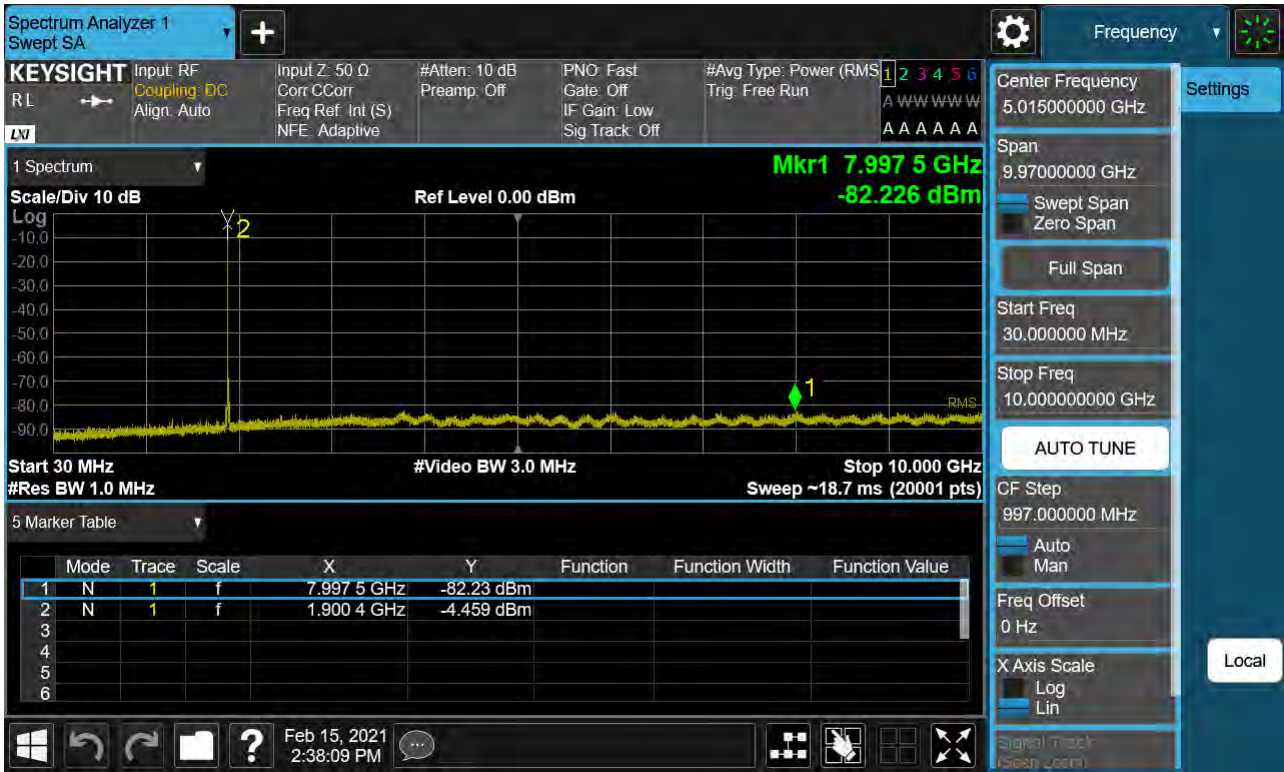 Spectrum Analyzer 1
Swept SA
+
Frequency
KEYSIGHT
RL
LXI
Input: RF
Coupling: DC
Align: Auto
Input Z: 50 Ω
Corr CCorr
Freq Ref: Int (S)
NFE: Adaptive
#Atten: 10 dB
Preamp: Off
PNO: Fast
Gate: Off
IF Gain: Low
Sig Track: Off
#Avg Type: Power (RMS
Trig: Free Run
1 2 3 4 5 6
A W W W W W
A A A A A A
1 Spectrum
Mkr1 7.997 5 GHz
Scale/Div 10 dB
Ref Level 0.00 dBm
-82.226 dBm
Log
2
-10.0
-20.0
-30.0
-40.0
-50.0
-60.0
-70.0
1
-80.0
RMS
-90.0
Start 30 MHz
#Video BW 3.0 MHz
Stop 10.000 GHz
#Res BW 1.0 MHz
Sweep ~18.7 ms (20001 pts)
5 Marker Table
Mode Trace Scale X Y Function Function Width Function Value
1 N 1 f 7.997 5 GHz -82.23 dBm
2 N 1 f 1.900 4 GHz -4.459 dBm
3
4
5
6
Feb 15, 2021
2:38:09 PM
?
Center Frequency
5.015000000 GHz
Span
9.97000000 GHz
Swept Span
Zero Span
Full Span
Start Freq
30.000000 MHz
Stop Freq
10.000000000 GHz
AUTO TUNE
CF Step
997.000000 MHz
Auto
Man
Freq Offset
0 Hz
X Axis Scale
Log
Lin
Signal Track
(Span Zoom)
Settings
Local